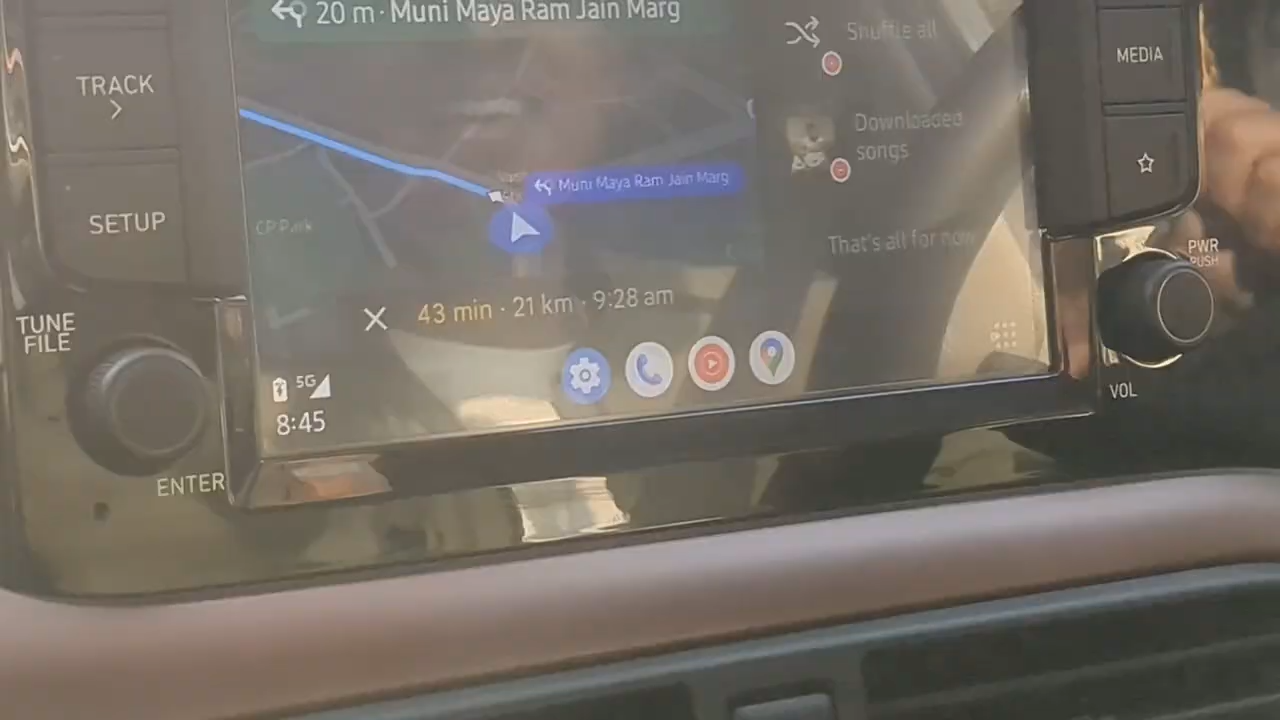 20 m · Muni Maya Ram Jain Marg
Shuffle all
MEDIA
TRACK
Downloaded
songs
Muni Maya Ram Jain Marg
SETUP
CP Park
That's all for now
PWR
PUSH
43 min · 21 km · 9:28 am
TUNE
FILE
5G
8:45
VOL
ENTER